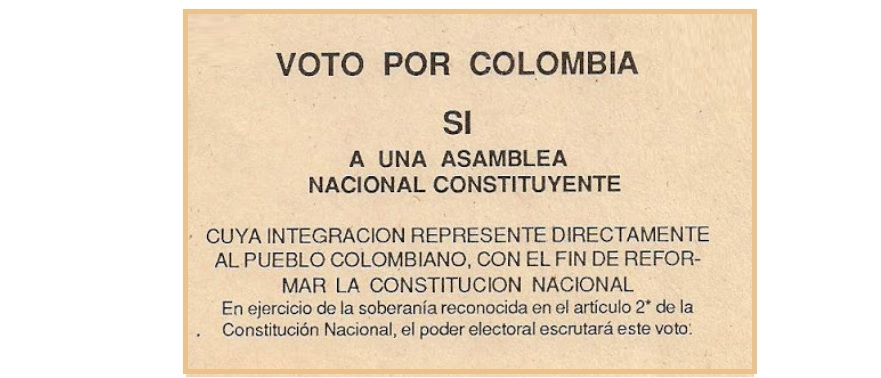 VOTO POR COLOMBIA
SI
A UNA ASAMBLEA
NACIONAL CONSTITUYENTE
CUYA INTEGRACION REPRESENTE DIRECTAMENTE
AL PUEBLO COLOMBIANO, CON EL FIN DE REFOR-
MAR LA CONSTITUCION NACIONAL
En ejercicio de la soberanía reconocida en el artículo 2* de la
Constitución Nacional, el poder electoral escrutará este voto: